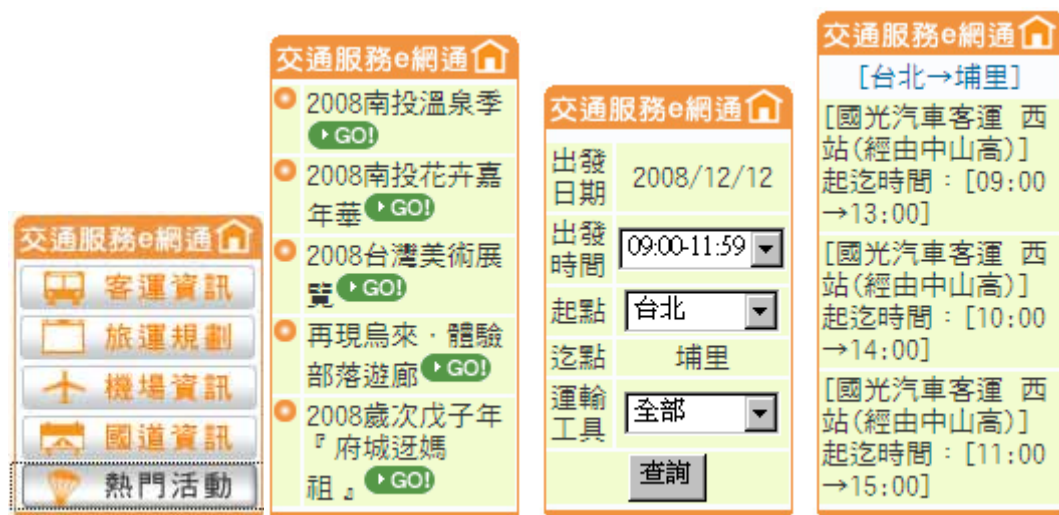 交通服務e網通
客運資訊
旅運規劃
機場資訊
國道資訊
熱門活動
交通服務e網通
2008南投溫泉季
GO!
2008南投花卉嘉
年華 GO!
2008台灣美術展
覽 GO!
再現烏來‧體驗
部落遊廊 GO!
2008歲次戊子年
『府城迓媽
祖』 GO!
交通服務e網通
出發
日期
2008/12/12
出發
時間
09:00-11:59
起點
台北
迄點
埔里
運輸
工具
全部
查詢
交通服務e網通
[台北→埔里]
[國光汽車客運 西
站(經由中山高)]
起迄時間：[09:00
→13:00]
[國光汽車客運 西
站(經由中山高)]
起迄時間：[10:00
→14:00]
[國光汽車客運 西
站(經由中山高)]
起迄時間：[11:00
→15:00]